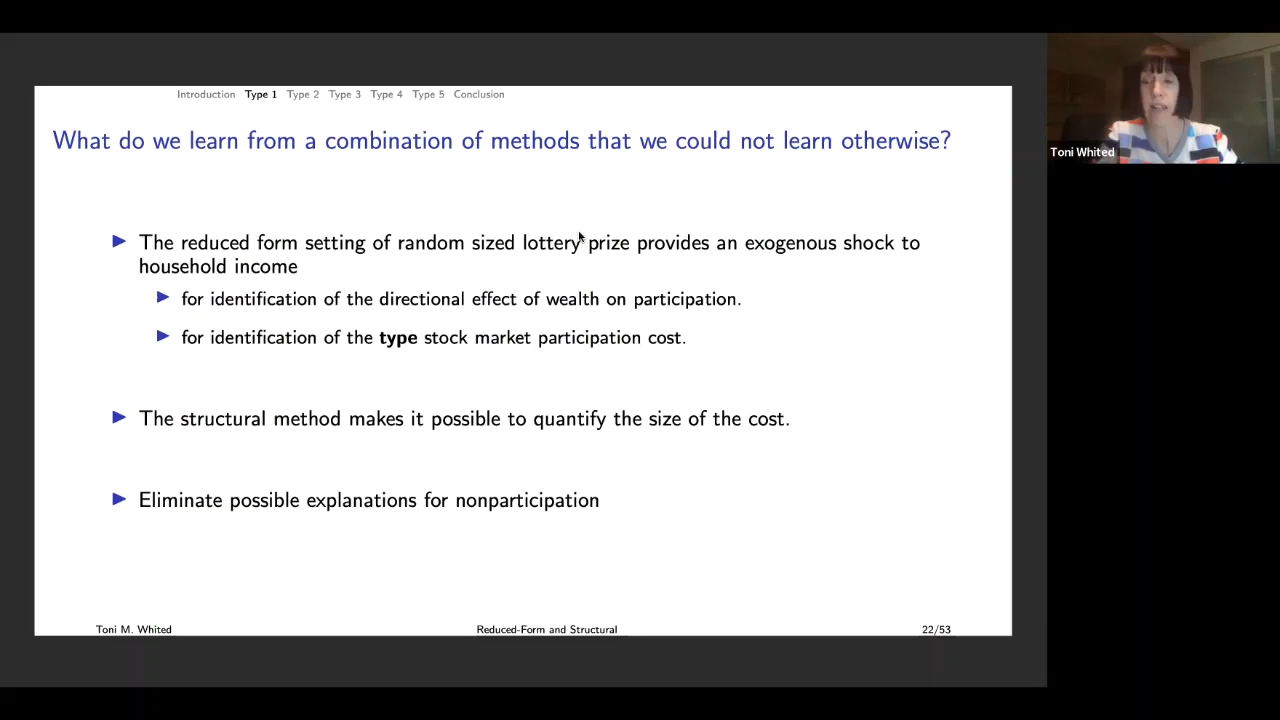 Introduction Type 1 Type 2 Type 3 Type 4 Type 5 Conclusion
What do we learn from a combination of methods that we could not learn otherwise?
Toni Whited
The reduced form setting of random sized lottery prize provides an exogenous shock to
household income
for identification of the directional effect of wealth on participation.
for identification of the type stock market participation cost.
The structural method makes it possible to quantify the size of the cost.
Eliminate possible explanations for nonparticipation
Toni M. Whited Reduced-Form and Structural 22/53